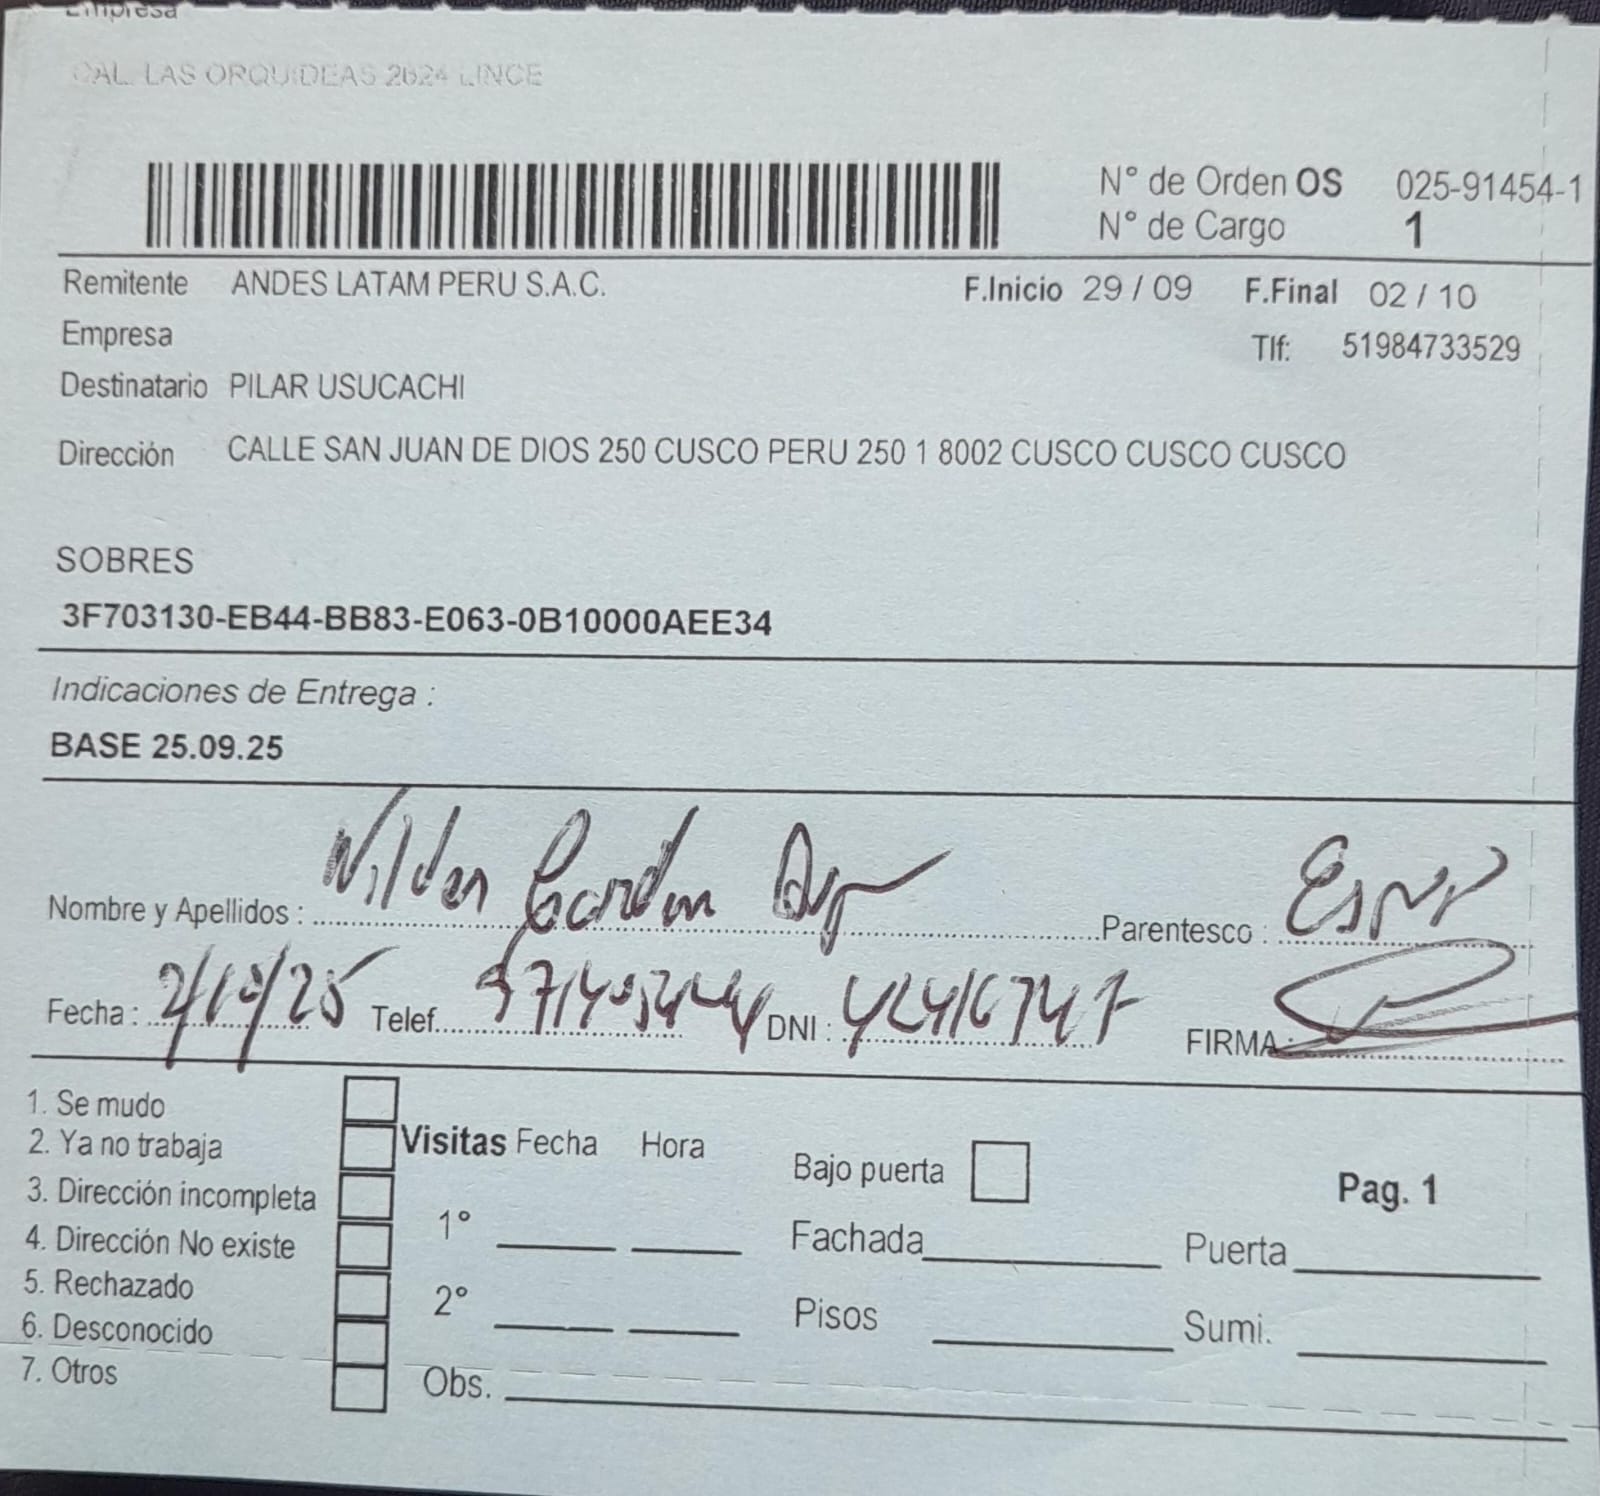 Empresa
CAL. LAS ORQUIDEAS 2624 LINCE
N° de Orden OS 025-91454-1
N° de Cargo 1
Remitente ANDES LATAM PERU S.A.C. F.Inicio 29 / 09 F.Final 02 / 10
Empresa Tlf: 51984733529
Destinatario PILAR USUCACHI
Dirección CALLE SAN JUAN DE DIOS 250 CUSCO PERU 250 1 8002 CUSCO CUSCO CUSCO
SOBRES
3F703130-EB44-BB83-E063-0B10000AEE34
Indicaciones de Entrega :
BASE 25.09.25
Nombre y Apellidos : Parentesco :
Fecha : 2/10/25 Telef. DNI : FIRMA :
1. Se mudo
2. Ya no trabaja Visitas Fecha Hora Bajo puerta
3. Dirección incompleta 1° Pag. 1
4. Dirección No existe Fachada Puerta
5. Rechazado 2°
6. Desconocido Pisos Sumi.
7. Otros Obs.